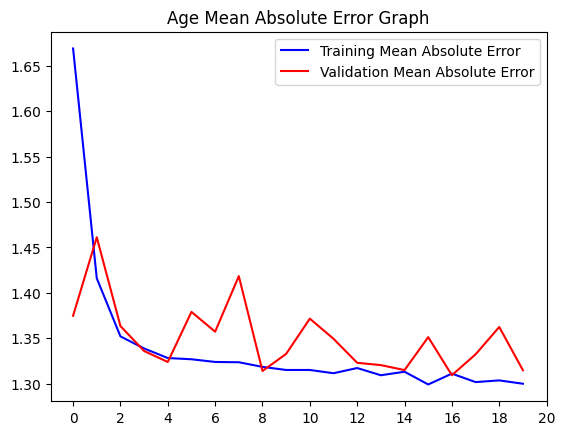 Age Mean Absolute Error Graph
Training Mean Absolute Error
Validation Mean Absolute Error
1.65
1.60
1.55
1.50
1.45
1.40
1.35
1.30
0 2 4 6 8 10 12 14 16 18 20